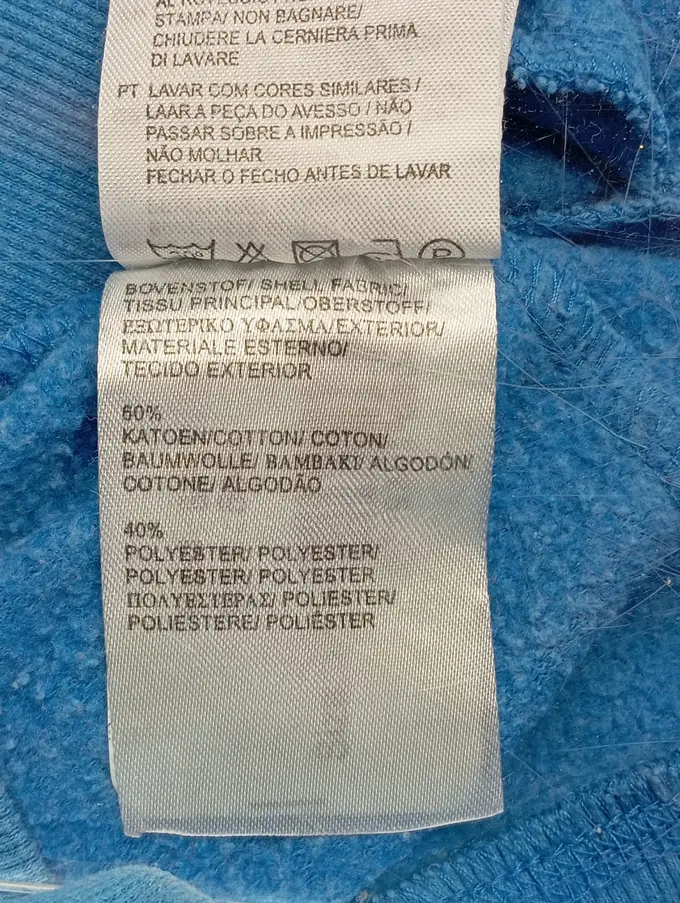 STAMPA/ NON BAGNARE/
CHIUDERE LA CERNIERA PRIMA
DI LAVARE
PT LAVAR COM CORES SIMILARES /
LAAR A PEÇA DO AVESSO / NÃO
PASSAR SOBRE A IMPRESSÃO /
NÃO MOLHAR
FECHAR O FECHO ANTES DE LAVAR
P
BOVENSTOF/ SHELL FABRIC/
TISSU PRINCIPAL/OBERSTOFF/
ΕΞΩΤΕΡΙΚΟ ΥΦΑΣΜΑ/EXTERIOR/
MATERIALE ESTERNO/
TECIDO EXTERIOR
60%
KATOEN/COTTON/ COTON/
BAUMWOLLE/ ΒΑΜΒΑΚΙ/ ALGODÓN/
COTONE/ ALGODÃO
40%
POLYESTER/ POLYESTER/
POLYESTER/ POLYESTER
ΠΟΛΥΕΣΤΕΡΑΣ/ POLIESTER/
POLIESTERE/ POLIÉSTER